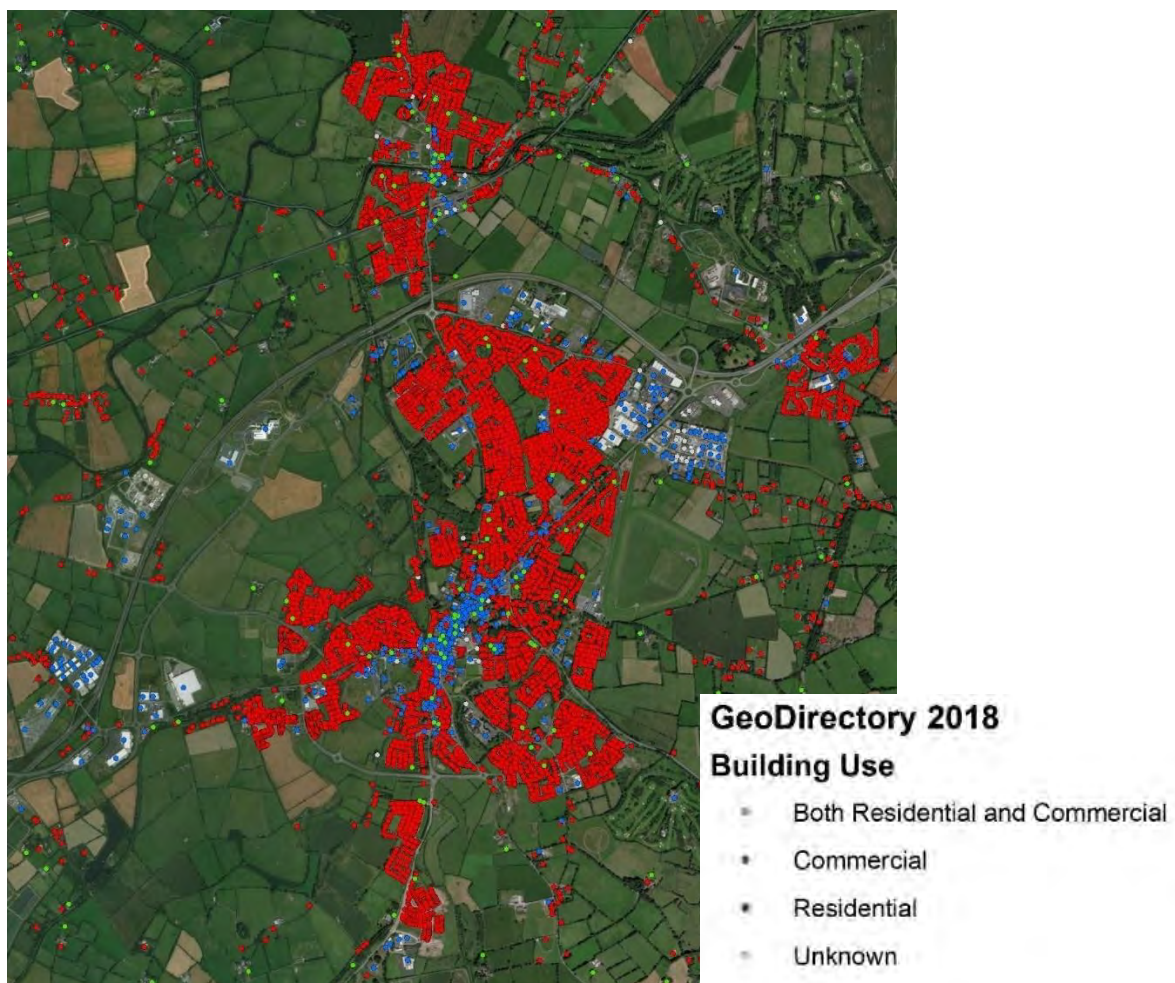 GeoDirectory 2018
Building Use
Both Residential and Commercial
Commercial
Residential
Unknown